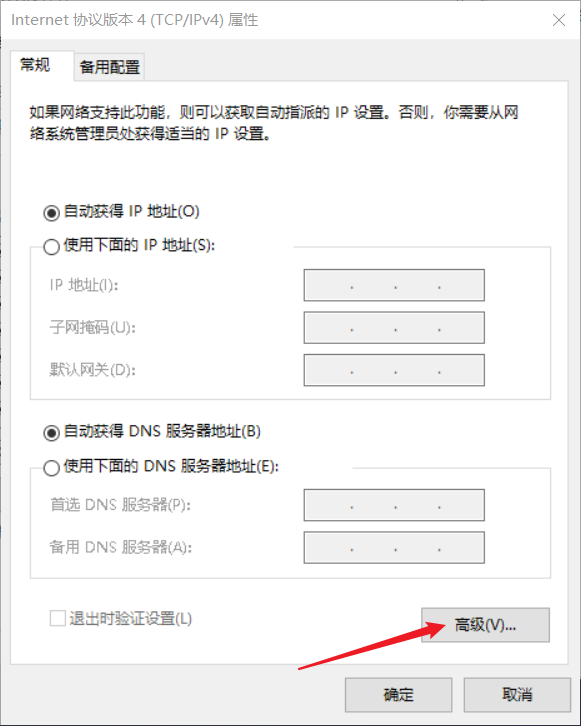 Internet 协议版本 4 (TCP/IPv4) 属性
常规
备用配置
如果网络支持此功能，则可以获取自动指派的 IP 设置。否则，你需要从网
络系统管理员处获得适当的 IP 设置。
自动获得 IP 地址(O)
使用下面的 IP 地址(S):
IP 地址(I):
子网掩码(U):
默认网关(D):
自动获得 DNS 服务器地址(B)
使用下面的 DNS 服务器地址(E):
首选 DNS 服务器(P):
备用 DNS 服务器(A):
退出时验证设置(L)
高级(V)...
确定
取消